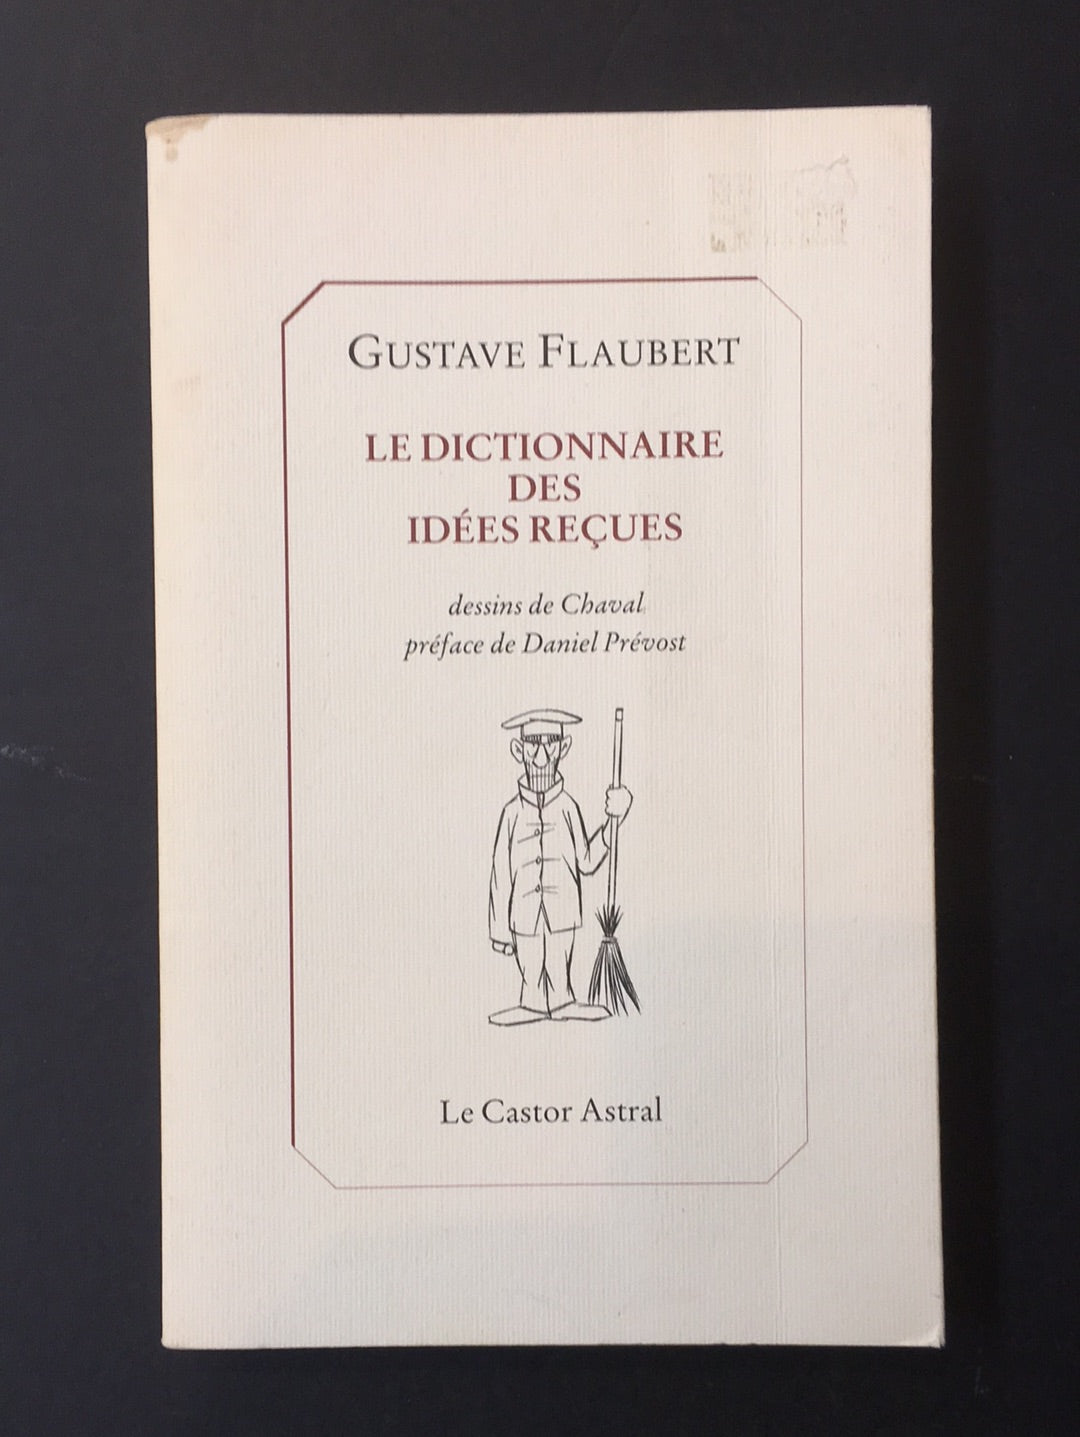 GUSTAVE FLAUBERT
LE DICTIONNAIRE
DES
IDÉES REÇUES
dessins de Chaval
préface de Daniel Prévost
Le Castor Astral